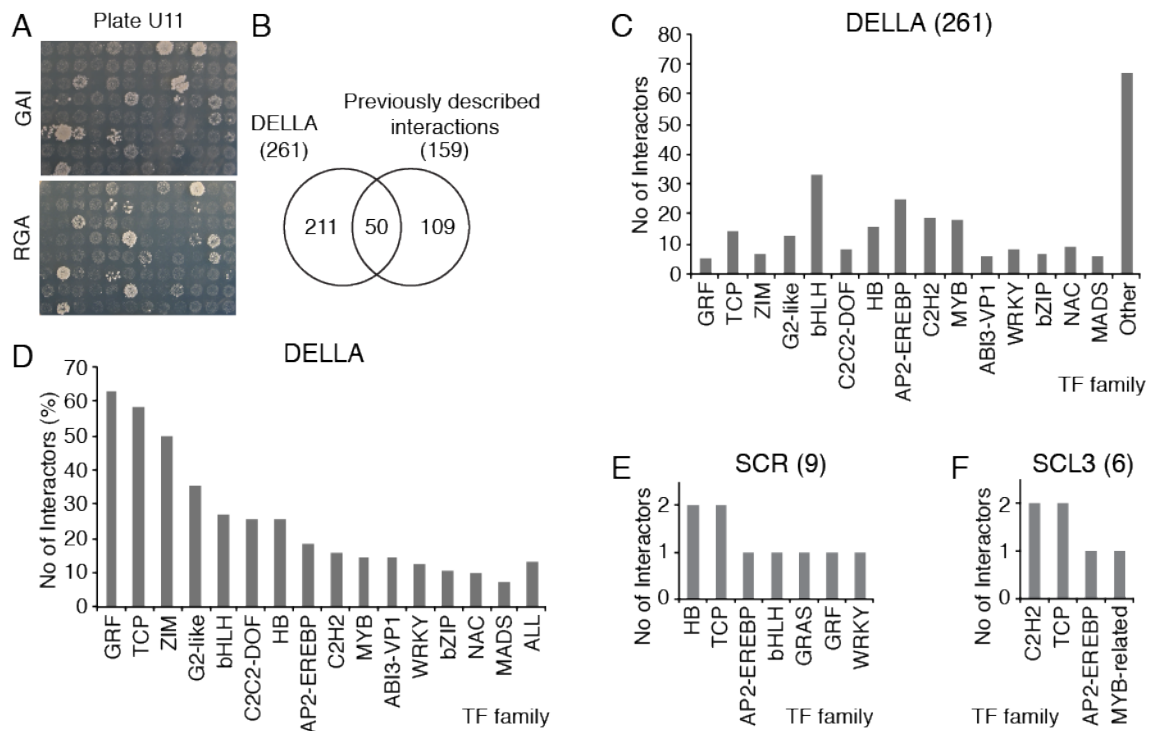 A
Plate U11
GAI
RGA
B
DELLA
(261)
Previously described
interactions
(159)
211
50
109
C
DELLA (261)
No of Interactors
80
70
60
50
40
30
20
10
0
GRF
TCP
ZIM
G2-like
bHLH
C2C2-DOF
HB
AP2-EREBP
C2H2
MYB
ABI3-VP1
WRKY
bZIP
NAC
MADS
Other
TF family
D
DELLA
No of Interactors (%)
70
60
50
40
30
20
10
0
GRF
TCP
ZIM
G2-like
bHLH
C2C2-DOF
HB
AP2-EREBP
C2H2
MYB
ABI3-VP1
WRKY
bZIP
NAC
MADS
ALL
TF family
E
SCR (9)
No of Interactors
2
1
0
HB
TCP
AP2-EREBP
bHLH
GRAS
GRF
WRKY
TF family
F
SCL3 (6)
No of Interactors
2
1
0
C2H2
TCP
AP2-EREBP
MYB-related
TF family